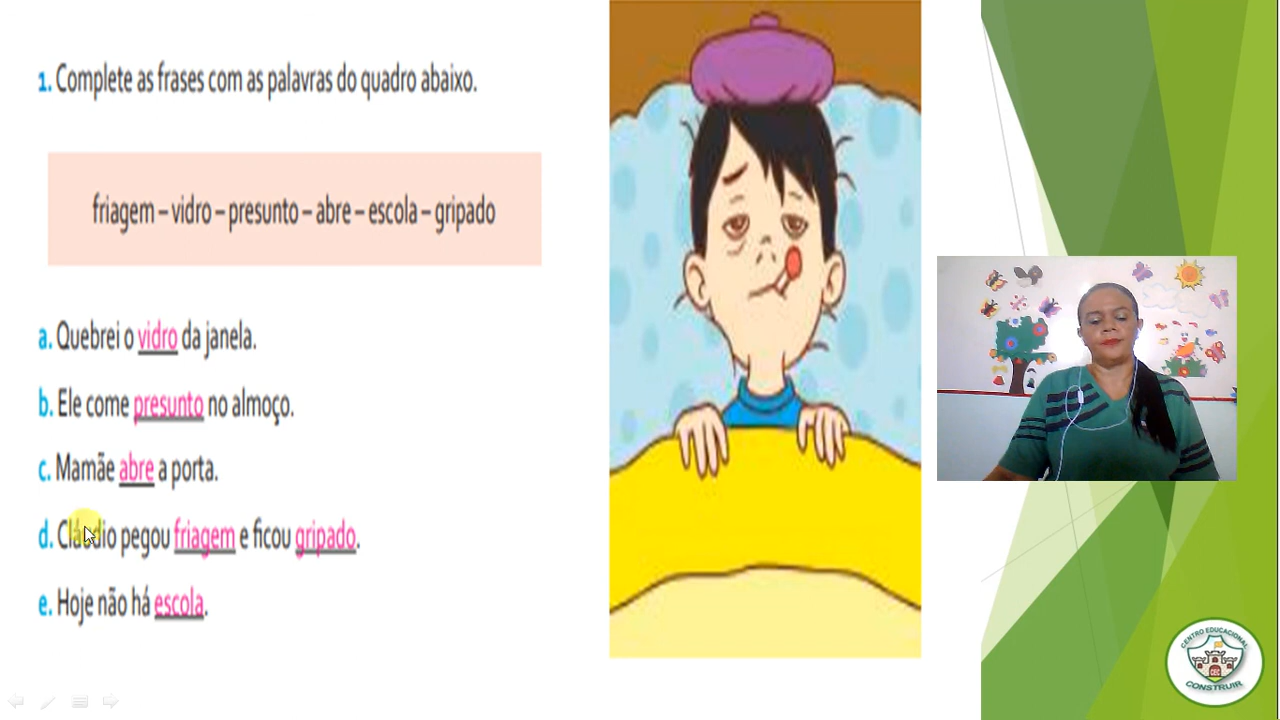 1. Complete as frases com as palavras do quadro abaixo.
friagem – vidro – presunto – abre – escola – gripado
a. Quebrei o vidro da janela.
b. Ele come presunto no almoço.
c. Mamãe abre a porta.
d. Cláudio pegou friagem e ficou gripado.
e. Hoje não há escola.
CENTRO EDUCACIONAL
CEC
CONSTRUIR